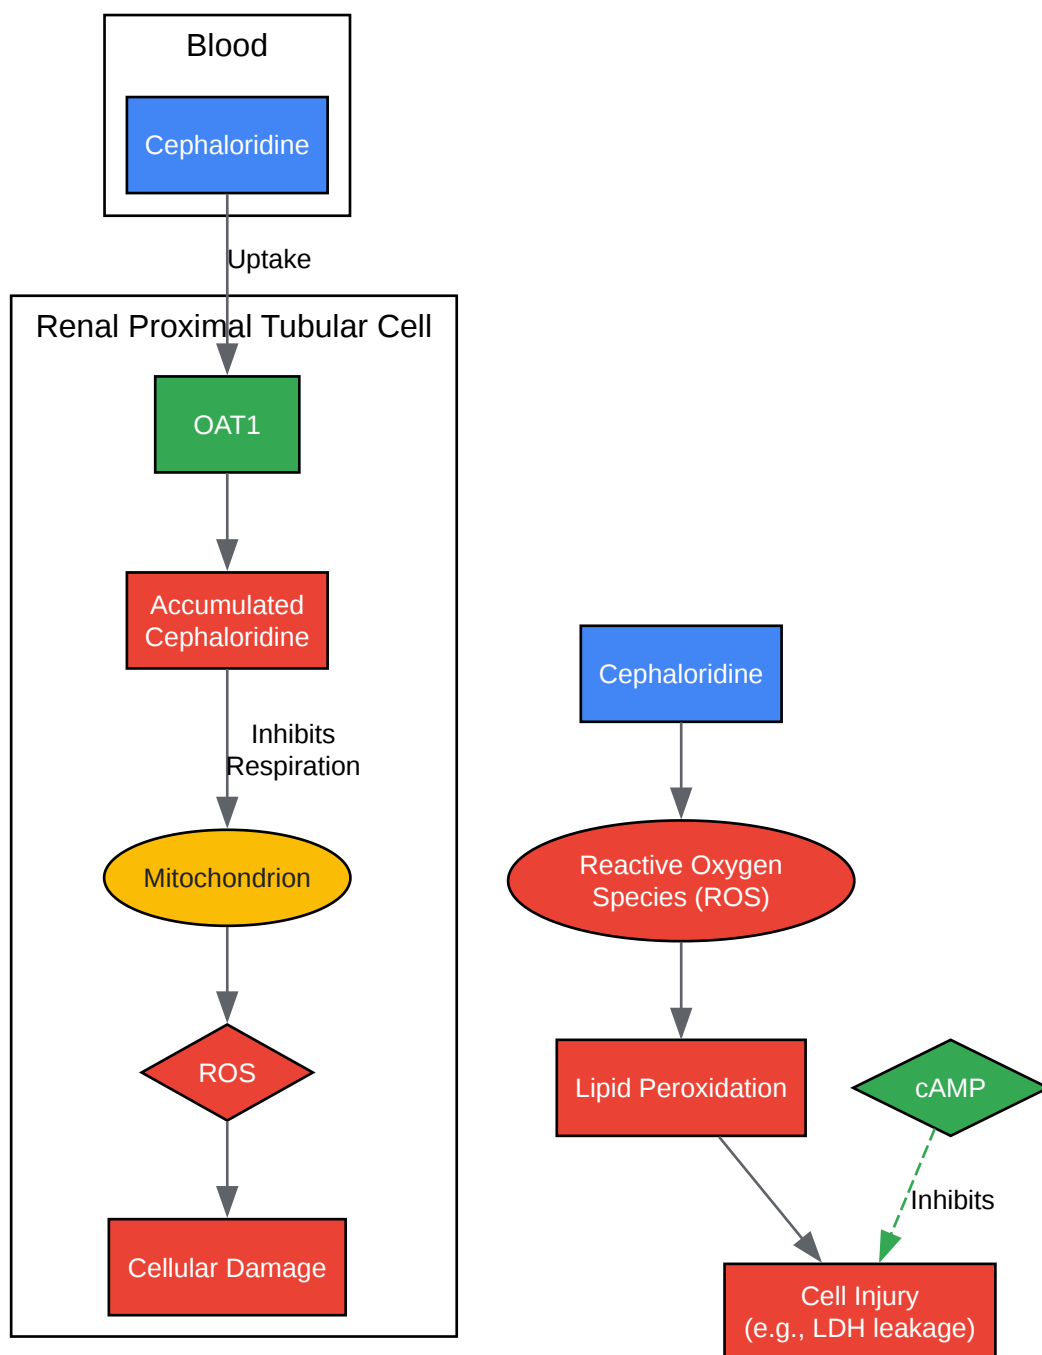 Blood
Cephaloridine
Uptake
Renal Proximal Tubular Cell
OAT1
Accumulated
Cephaloridine
Inhibits
Respiration
Mitochondrion
ROS
Cellular Damage
Cephaloridine
Reactive Oxygen
Species (ROS)
Lipid Peroxidation
cAMP
Inhibits
Cell Injury
(e.g., LDH leakage)